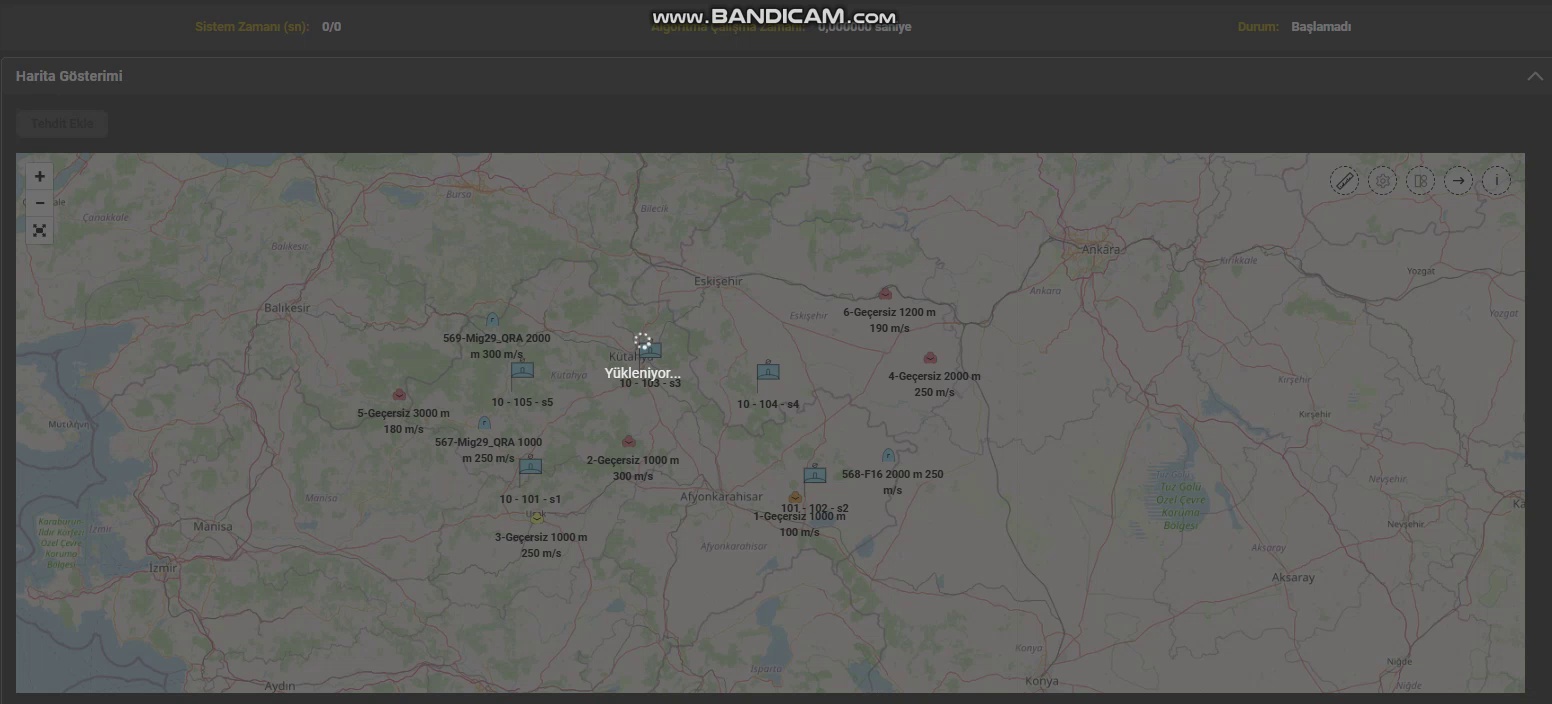 www.BANDICAM.com
Sistem Zamanı (sn): 0/0
Algoritma Çalışma Zamanı: 0,000000 saniye
Durum: Başlamadı
Harita Gösterimi
Tehdit Ekle
+
−
Çanakkale
Bursa
Bilecik
Balıkesir
Ankara
Kırıkkale
Yozgat
Eskişehir
Ankara
Balıkesir
6-Geçersiz 1200 m
190 m/s
Eskişehir
Yozgat
569-Mig29_QRA 2000
m 300 m/s
Kütahya
Yükleniyor...
10 - 103 - s3
Kütahya
4-Geçersiz 2000 m
250 m/s
Kırşehir
10 - 105 - s5
10 - 104 - s4
5-Geçersiz 3000 m
180 m/s
Kırşehir
567-Mig29_QRA 1000
m 250 m/s
2-Geçersiz 1000 m
300 m/s
568-F16 2000 m 250
m/s
Nevşehir
Tuz Gölü
Özel Çevre
Koruma
Bölgesi
10 - 101 - s1
Afyonkarahisar
Manisa
Uşak
101 - 102 - s2
1-Geçersiz 1000 m
100 m/s
Manisa
İzmir
Karaburun
Ildır Körfezi
Özel Çevre
Koruma
Bölgesi
3-Geçersiz 1000 m
250 m/s
Nevşehir
Afyonkarahisar
Aksaray
İzmir
Aksaray
Konya
Isparta
Niğde
Aydın
Konya
Niğde